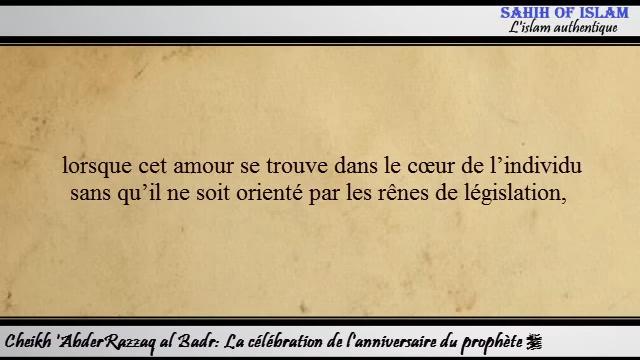 SAHIH OF ISLAM
L'islam authentique
lorsque cet amour se trouve dans le cœur de l’individu
sans qu’il ne soit orienté par les rênes de législation,
Cheikh 'AbderRazzaq al Badr: La célébration de l'anniversaire du prophète ﷺ